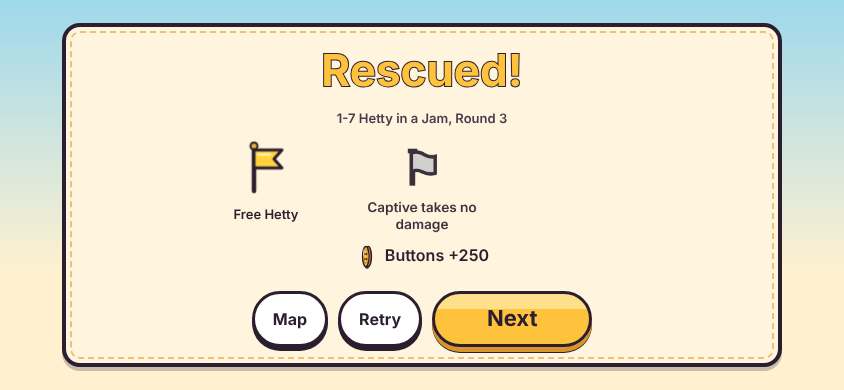 Rescued!
1-7 Hetty in a Jam, Round 3
Free Hetty
Captive takes no
damage
Buttons +250
Map
Retry
Next